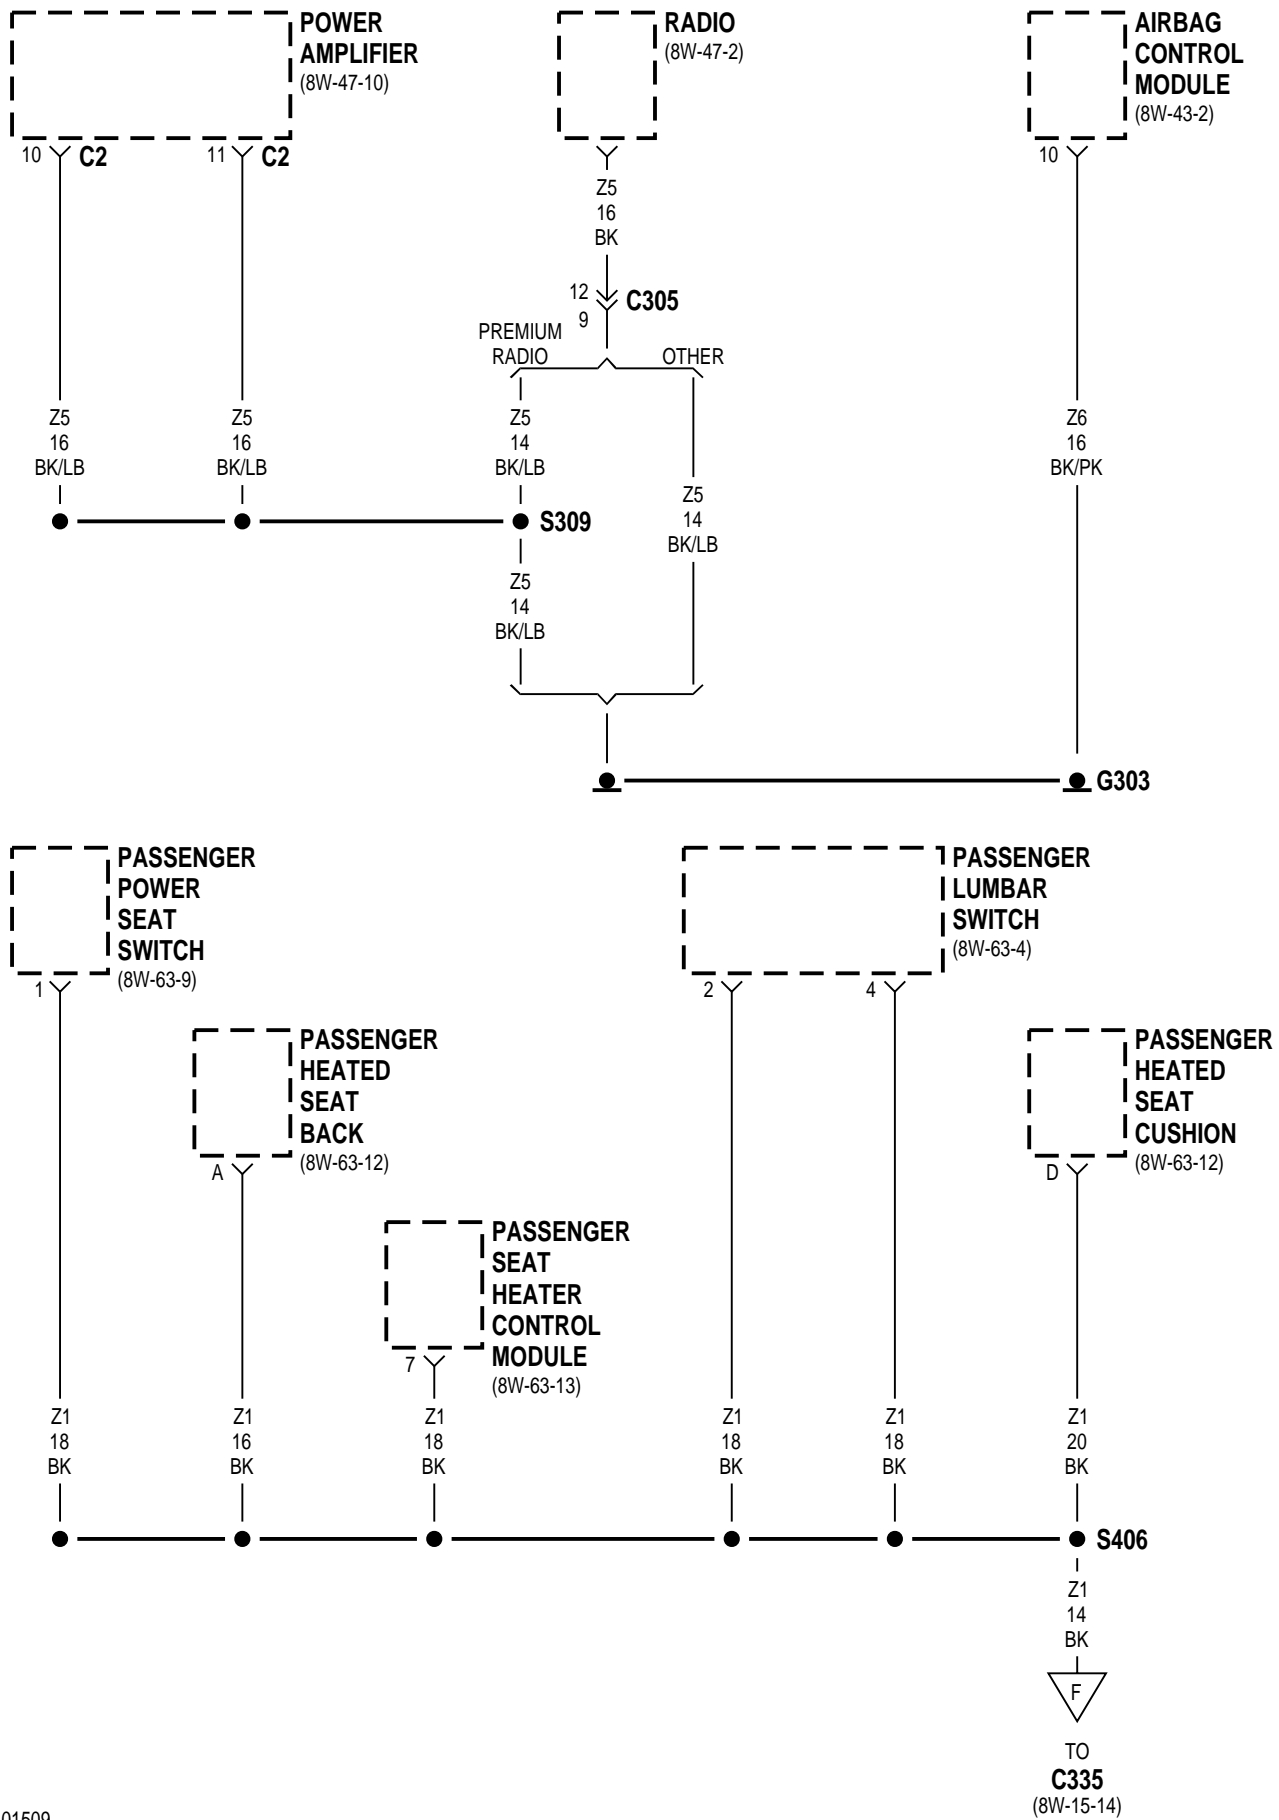 POWER
AMPLIFIER
(8W-47-10)
RADIO
(8W-47-2)
AIRBAG
CONTROL
MODULE
(8W-43-2)
10 C2
11 C2
10
Z5
16
BK
12
C305
9
PREMIUM
RADIO
OTHER
Z5
16
BK/LB
Z5
16
BK/LB
Z5
14
BK/LB
Z5
14
BK/LB
Z6
16
BK/PK
S309
Z5
14
BK/LB
G303
PASSENGER
POWER
SEAT
SWITCH
(8W-63-9)
1
PASSENGER
LUMBAR
SWITCH
(8W-63-4)
2
4
PASSENGER
HEATED
SEAT
BACK
(8W-63-12)
A
PASSENGER
HEATED
SEAT
CUSHION
(8W-63-12)
D
PASSENGER
SEAT
HEATER
CONTROL
MODULE
(8W-63-13)
7
Z1
18
BK
Z1
16
BK
Z1
18
BK
Z1
18
BK
Z1
18
BK
Z1
20
BK
S406
Z1
14
BK
F
TO
C335
(8W-15-14)